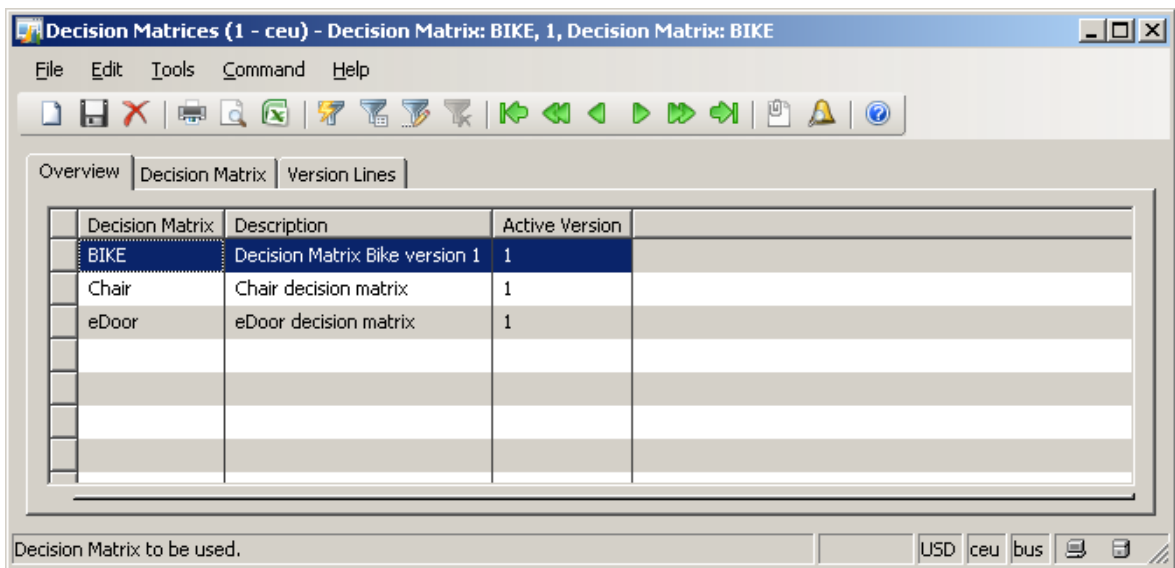 Decision Matrices (1 - ceu) - Decision Matrix: BIKE, 1, Decision Matrix: BIKE
File Edit Tools Command Help
Overview Decision Matrix Version Lines
Decision Matrix Description Active Version
BIKE Decision Matrix Bike version 1 1
Chair Chair decision matrix 1
eDoor eDoor decision matrix 1
Decision Matrix to be used. USD ceu bus